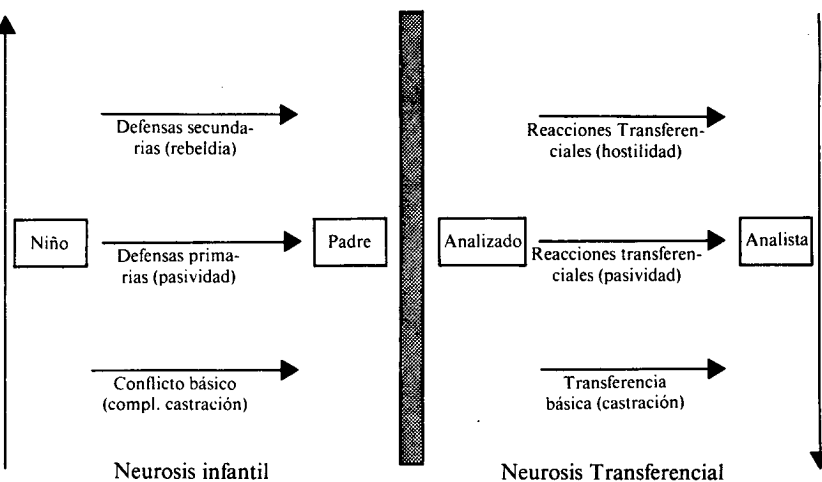 Defensas secunda-
rias (rebeldia)
Niño
Defensas prima-
rias (pasividad)
Padre
Conflicto básico
(compl. castración)
Neurosis infantil
Reacciones Transferen-
ciales (hostilidad)
Analizado
Reacciones transferen-
ciales (pasividad)
Analista
Transferencia
básica (castración)
Neurosis Transferencial